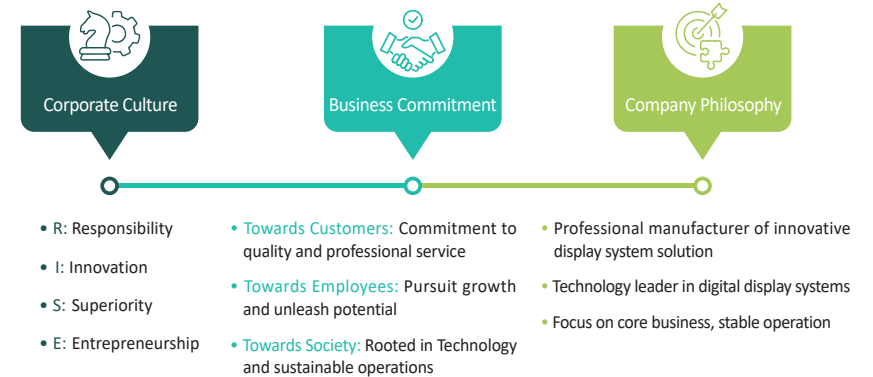 Corporate Culture
Business Commitment
Company Philosophy
• R: Responsibility
• I: Innovation
• S: Superiority
• E: Entrepreneurship
• Towards Customers: Commitment to
quality and professional service
• Towards Employees: Pursuit growth
and unleash potential
• Towards Society: Rooted in Technology
and sustainable operations
• Professional manufacturer of innovative
display system solution
• Technology leader in digital display systems
• Focus on core business, stable operation